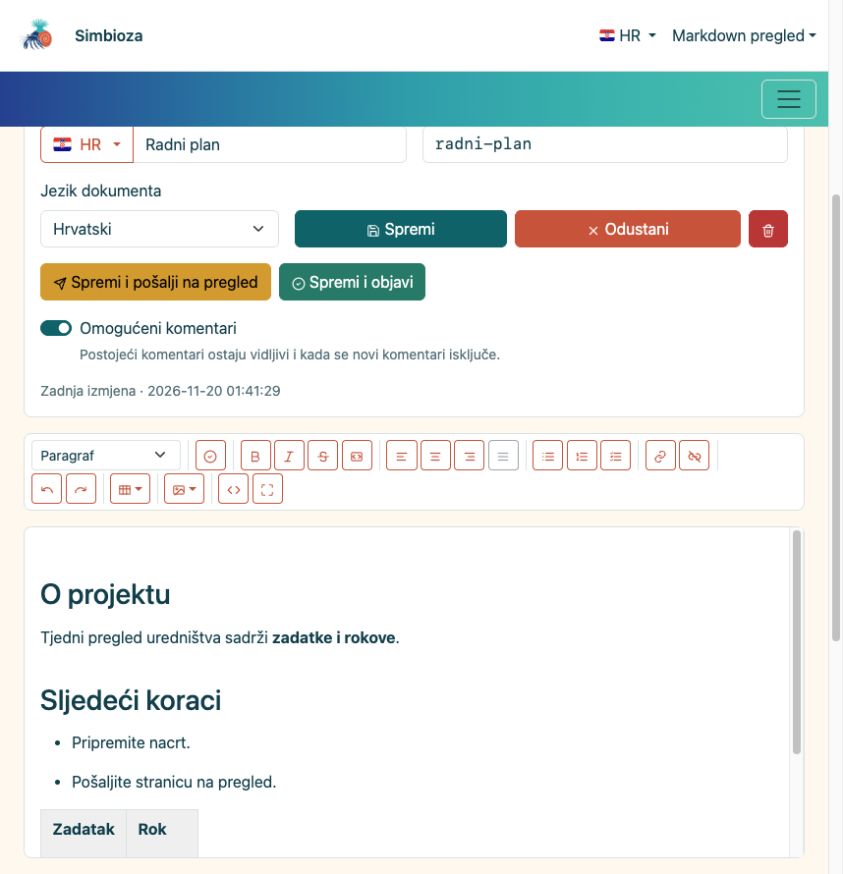 Simbioza
HR
Markdown pregled
HR
Radni plan
radni-plan
Jezik dokumenta
Hrvatski
Spremi
Odustani
Spremi i pošalji na pregled
Spremi i objavi
Omogućeni komentari
Postojeći komentari ostaju vidljivi i kada se novi komentari isključe.
Zadnja izmjena · 2026-11-20 01:41:29
Paragraf
O projektu
Tjedni pregled uredništva sadrži zadatke i rokove.
Sljedeći koraci
• Pripremite nacrt.
• Pošaljite stranicu na pregled.
Zadatak Rok